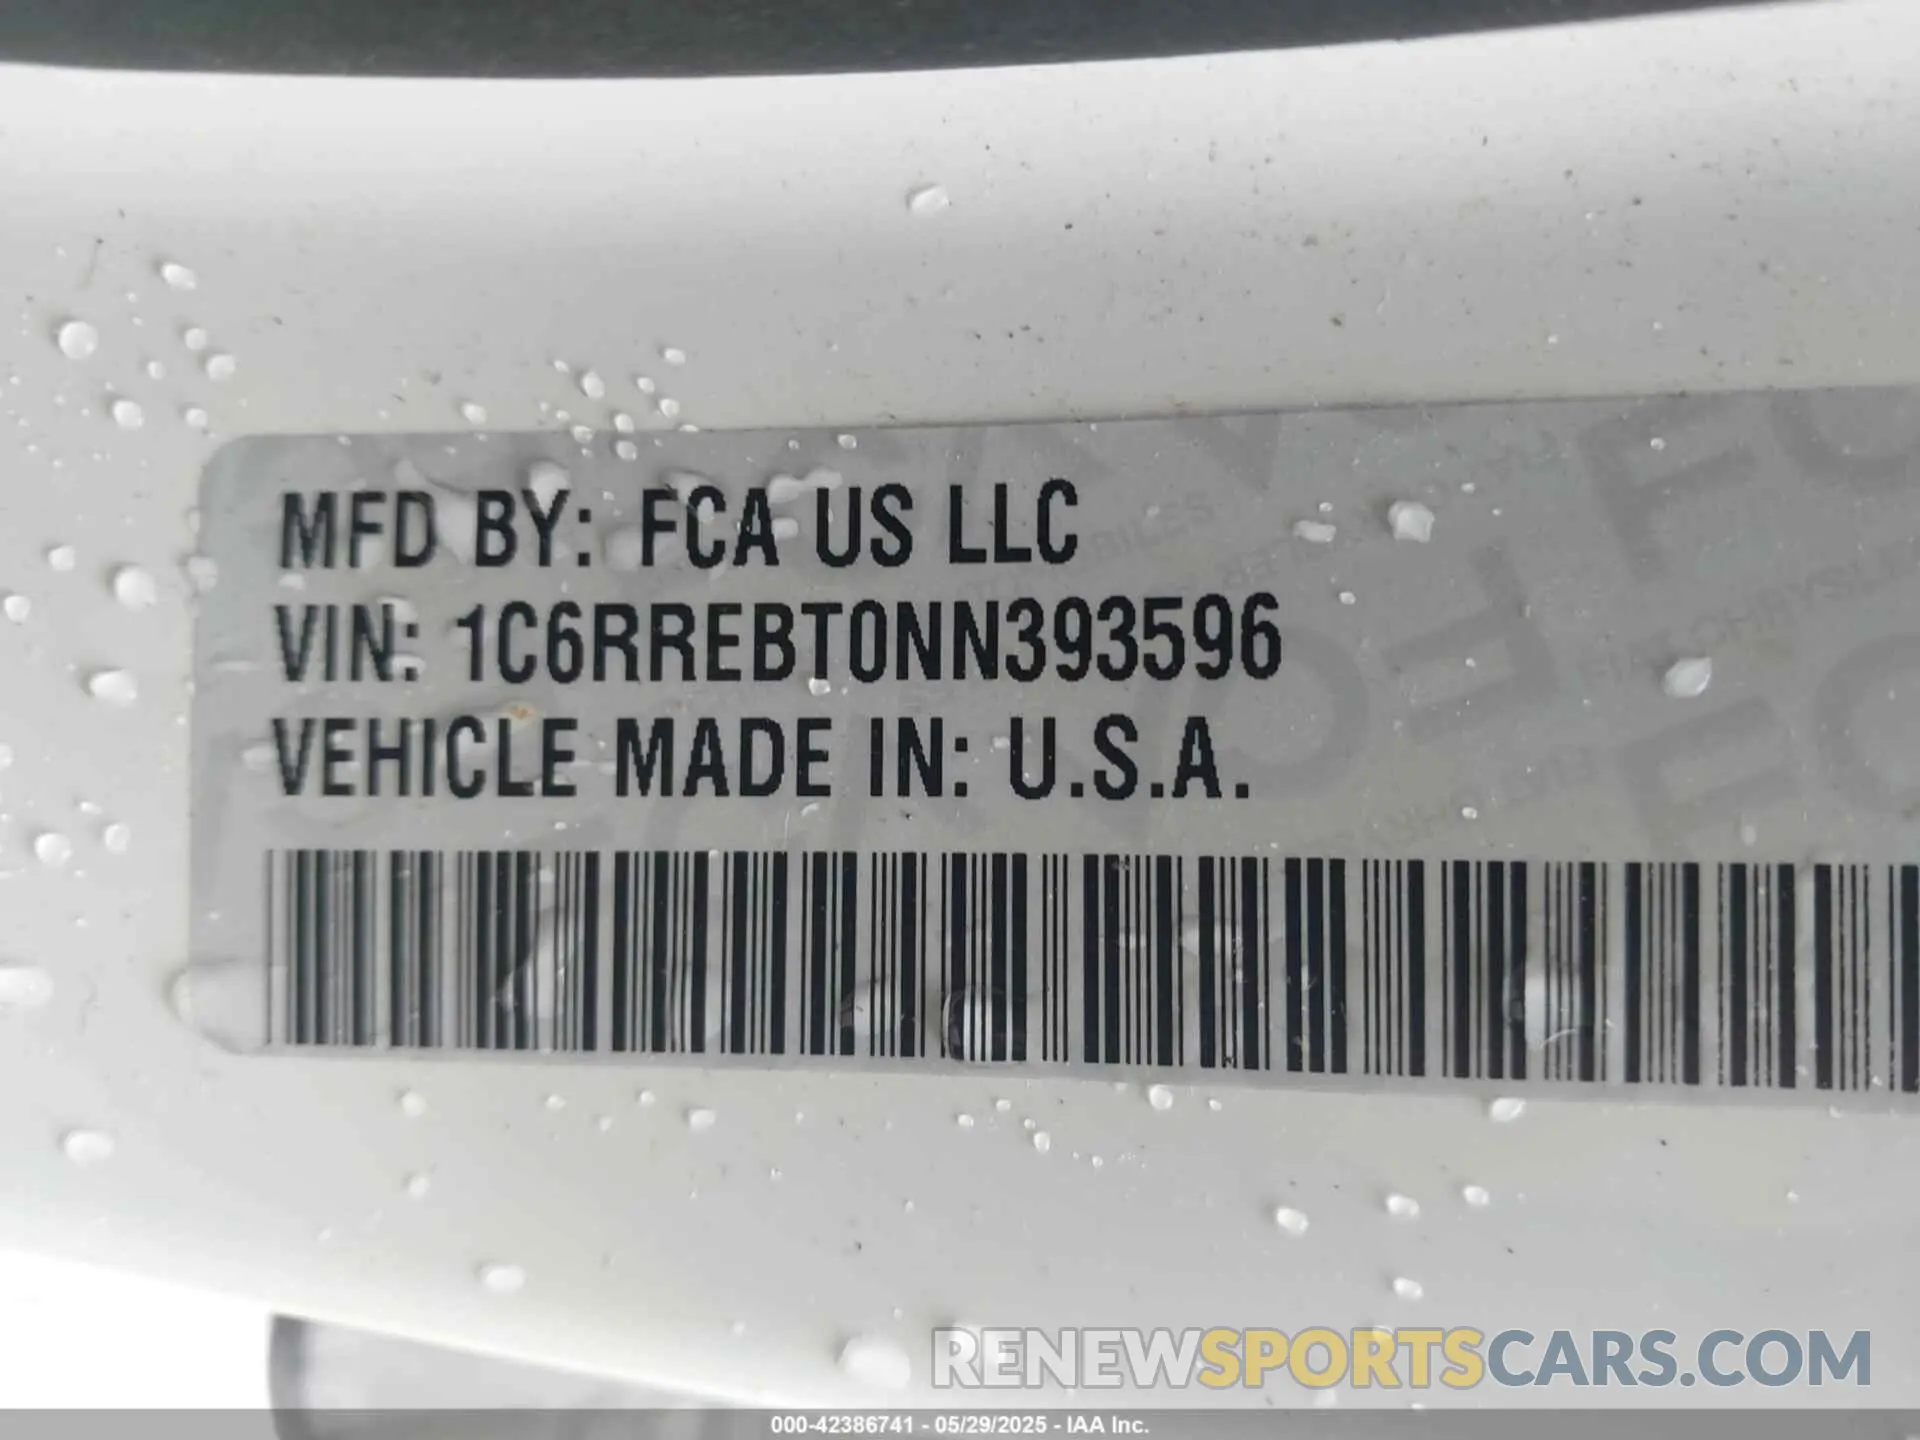 MFD BY: FCA US LLC
VIN: 1C6RREBT0NN393596
VEHICLE MADE IN: U.S.A.
RENEWSPORTSCARS.COM
000-42386741 - 05/29/2025 - IAA Inc.